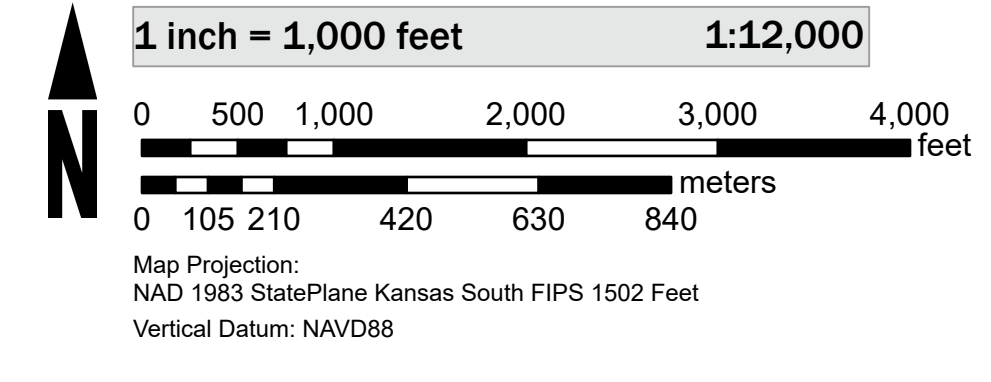 1 inch = 1,000 feet 1:12,000
0 500 1,000 2,000 3,000 4,000
feet
meters
0 105 210 420 630 840
N
Map Projection:
NAD 1983 StatePlane Kansas South FIPS 1502 Feet
Vertical Datum: NAVD88